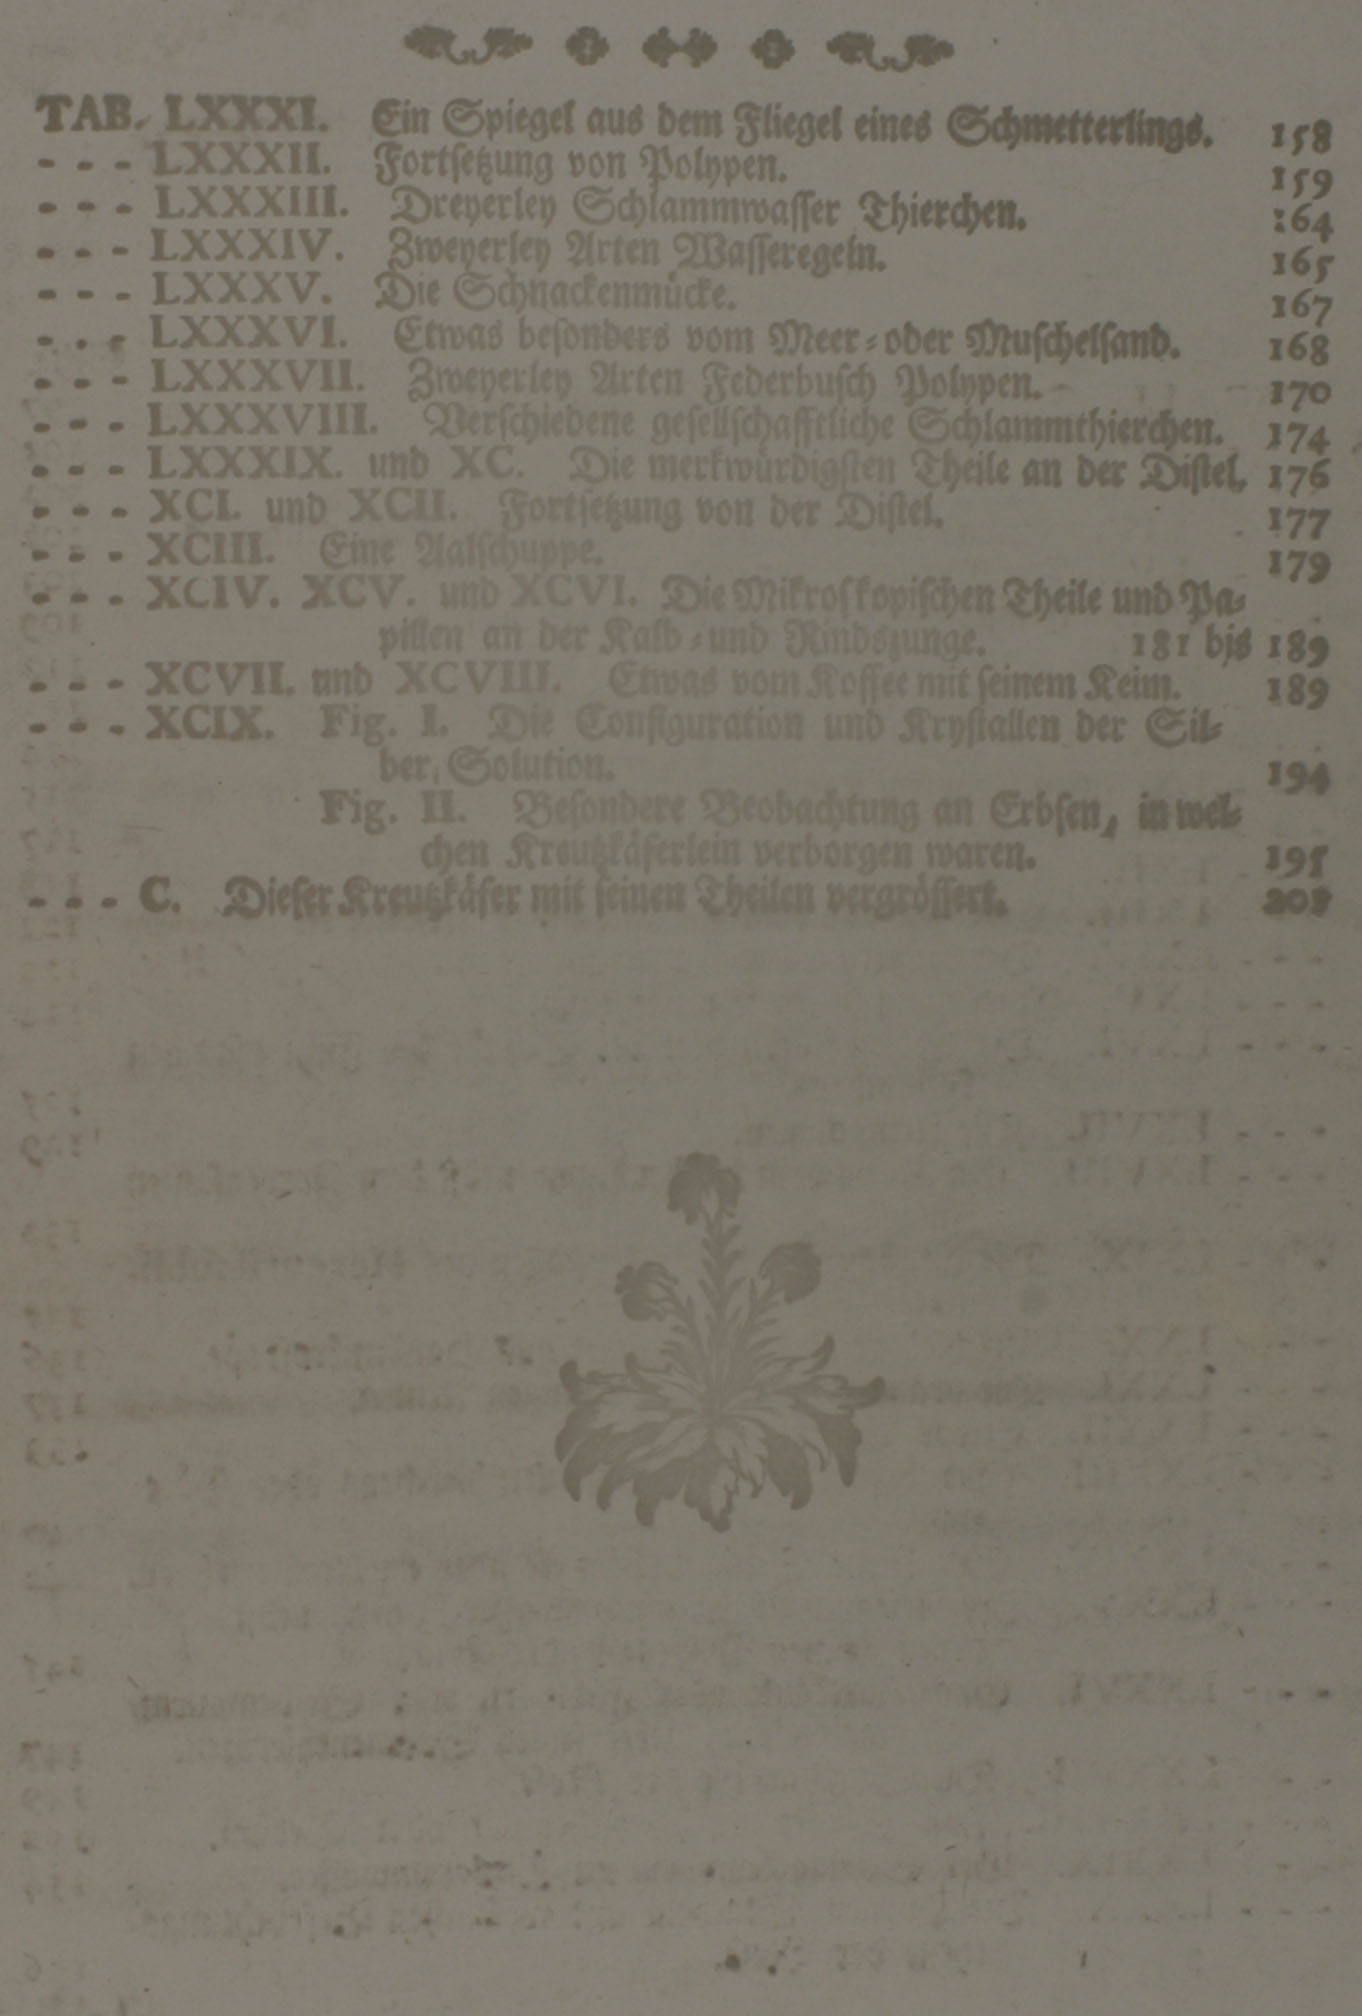 TAB. LXXXI. Ein Spiegel aus dem Fliegel eines Schmetterlings. 158
- - - LXXXII. Fortsetzung von Polypen. 159
- - - LXXXIII. Dreyerley Schlammwasser Thierchen. 164
- - - LXXXIV. Zweyerley Arten Wasseregeln. 165
- - - LXXXV. Die Schnackenmücke. 167
- - - LXXXVI. Etwas besonders vom Meer- oder Muschelsand. 168
- - - LXXXVII. Zweyerley Arten Federbusch Polypen. 170
- - - LXXXVIII. Verschiedene gesellschafftliche Schlammthierchen. 174
- - - LXXXIX. und XC. Die merkwürdigsten Theile an der Distel. 176
- - - XCI. und XCII. Fortsetzung von der Distel. 177
- - - XCIII. Eine Aalschuppe. 179
- - - XCIV. XCV. und XCVI. Die Mikroskopischen Theile und Pa-
pillen an der Kalb- und Rindszunge. 181 bis 189
- - - XCVII. und XCVIII. Etwas vom Koffee mit seinem Keim. 189
- - - XCIX. Fig. I. Die Configuration und Krystallen der Sil-
ber, Solution. 194
Fig. II. Besondere Beobachtung an Erbsen, in wel-
chen Kreutzkäferlein verborgen waren. 195
- - - C. Dieser Kreutzkäfer mit seinen Theilen vergrössert.